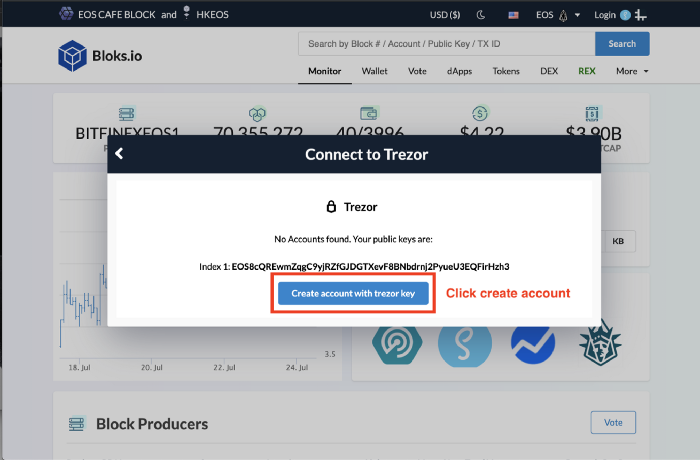 EOS CAFE BLOCK and HKEOS USD ($) EOS Login
Bloks.io
Search by Block # / Account / Public Key / TX ID Search
Monitor Wallet Vote dApps Tokens DEX REX More
BITFINEXEOS1 70,355,272 40/3996 $4.22 $3.90B
Connect to Trezor
Trezor
No Accounts found. Your public keys are:
KB
Index 1: EOS8cQREwmZqgC9yjRZfGJDGTXevF8BNbdrnj2PyueU3EQFirHzh3
Create account with trezor key Click create account
3.5
18. Jul 20. Jul 22. Jul 24. Jul
Block Producers Vote